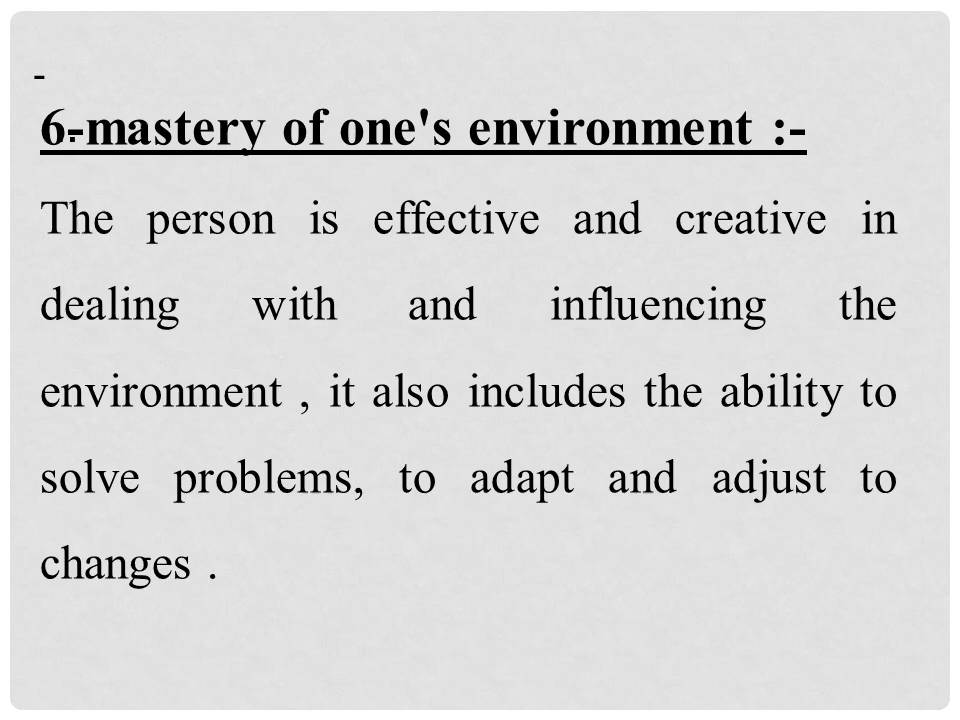 -
6-mastery of one's environment :-
The person is effective and creative in
dealing with and influencing the
environment , it also includes the ability to
solve problems, to adapt and adjust to
changes .